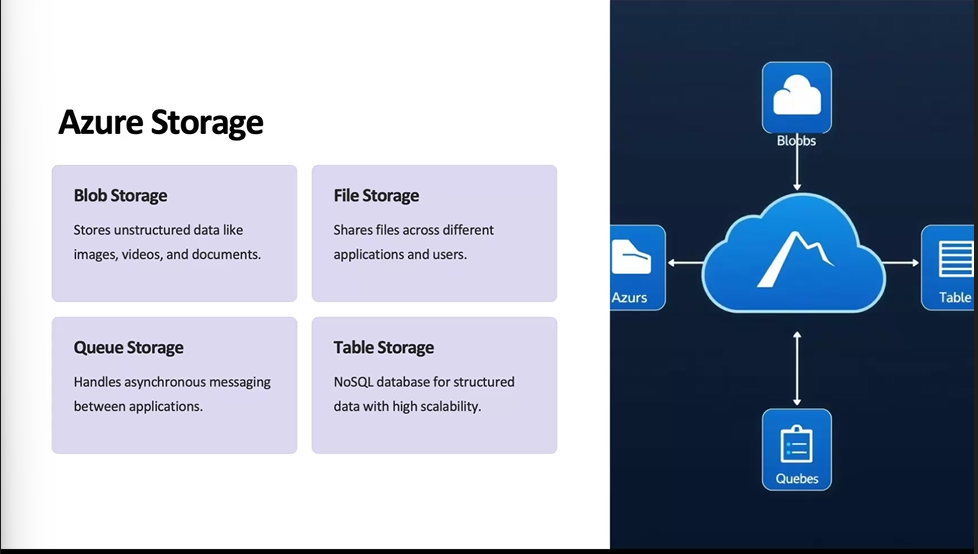 Azure Storage
Blob Storage
Stores unstructured data like
images, videos, and documents.
File Storage
Shares files across different
applications and users.
Queue Storage
Handles asynchronous messaging
between applications.
Table Storage
NoSQL database for structured
data with high scalability.
Blobbs
Azurs
Table
Quebes